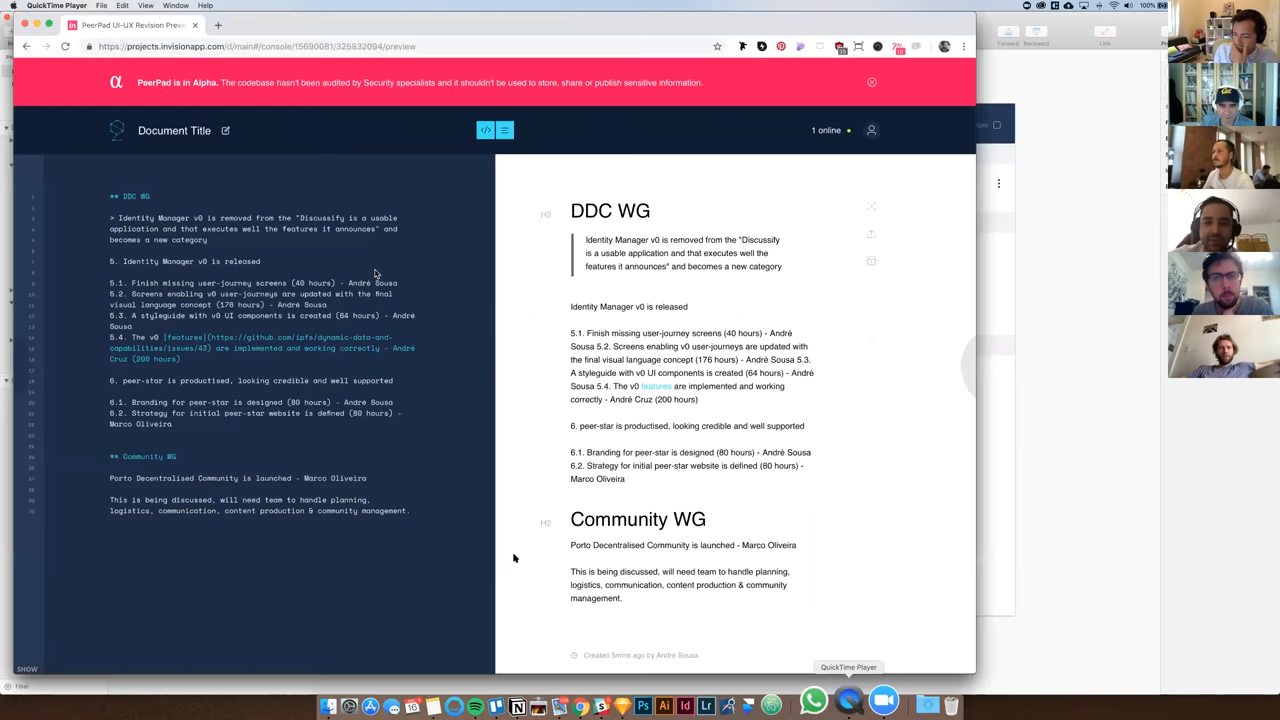 QuickTime Player File Edit View Window Help
100%
PeerPad UI-UX Revision Preview
https://projects.invisionapp.com/d/main#/console/15690081/325832094/preview
Forward Backward Link
α PeerPad is in Alpha. The codebase hasn't been audited by Security specialists and it shouldn't be used to store, share or publish sensitive information.
Document Title
</>
1 online
## DDC WG
> Identity Manager v0 is removed from the "Discussify is a usable
application and that executes well the features it announces" and
becomes a new category
5. Identity Manager v0 is released
5.1. Finish missing user-journey screens (40 hours) - André Sousa
5.2. Screens enabling v0 user-journeys are updated with the final
visual language concept (176 hours) - André Sousa
5.3. A styleguide with v0 UI components is created (64 hours) - André
Sousa
5.4. The v0 [features](https://github.com/ipfs/dynamic-data-and-
capabilities/issues/43) are implemented and working correctly - André
Cruz (200 hours)
6. peer-star is productised, looking credible and well supported
6.1. Branding for peer-star is designed (80 hours) - André Sousa
6.2. Strategy for initial peer-star website is defined (80 hours) -
Marco Oliveira
## Community WG
Porto Decentralised Community is launched - Marco Oliveira
This is being discussed, will need team to handle planning,
logistics, communication, content production & community management.
SHOW
H2 DDC WG
Identity Manager v0 is removed from the "Discussify
is a usable application and that executes well the
features it announces" and becomes a new category
Identity Manager v0 is released
5.1. Finish missing user-journey screens (40 hours) - André
Sousa 5.2. Screens enabling v0 user-journeys are updated with
the final visual language concept (176 hours) - André Sousa 5.3.
A styleguide with v0 UI components is created (64 hours) - André
Sousa 5.4. The v0 features are implemented and working
correctly - André Cruz (200 hours)
6. peer-star is productised, looking credible and well supported
6.1. Branding for peer-star is designed (80 hours) - André Sousa
6.2. Strategy for initial peer-star website is defined (80 hours) -
Marco Oliveira
H2 Community WG
Porto Decentralised Community is launched - Marco Oliveira
This is being discussed, will need team to handle planning,
logistics, communication, content production & community
management.
Created 5mins ago by André Sousa
QuickTime Player
Filter
16
Ps Ai Id Lr